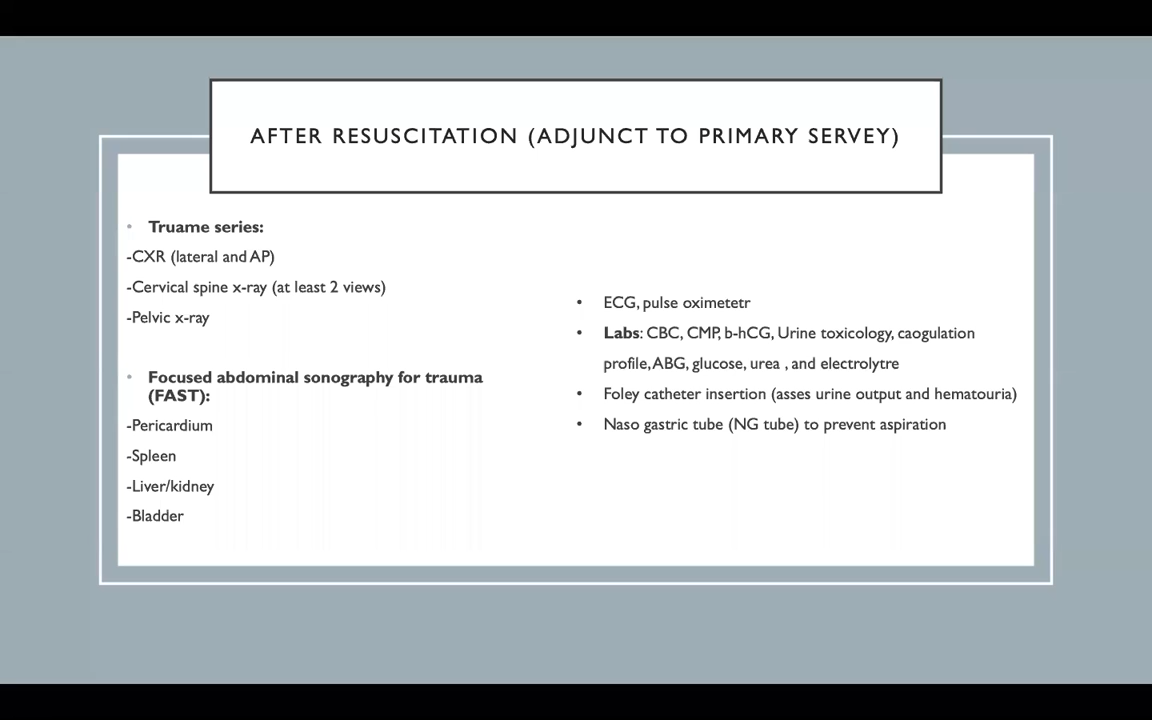 AFTER RESUSCITATION (ADJUNCT TO PRIMARY SERVEY)
• Truame series:
-CXR (lateral and AP)
-Cervical spine x-ray (at least 2 views)
-Pelvic x-ray
• Focused abdominal sonography for trauma
(FAST):
-Pericardium
-Spleen
-Liver/kidney
-Bladder
• ECG, pulse oximetetr
• Labs: CBC, CMP, b-hCG, Urine toxicology, caogulation
profile, ABG, glucose, urea , and electrolytre
• Foley catheter insertion (asses urine output and hematouria)
• Naso gastric tube (NG tube) to prevent aspiration